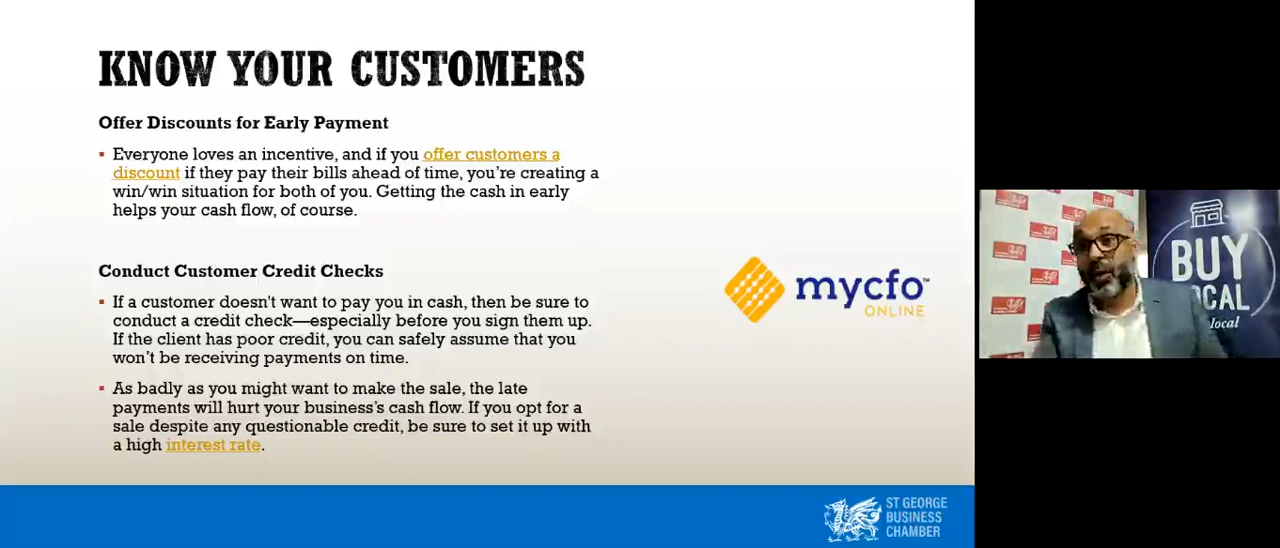 KNOW YOUR CUSTOMERS
Offer Discounts for Early Payment
▪ Everyone loves an incentive, and if you offer customers a
discount if they pay their bills ahead of time, you’re creating a
win/win situation for both of you. Getting the cash in early
helps your cash flow, of course.
Conduct Customer Credit Checks
▪ If a customer doesn't want to pay you in cash, then be sure to
conduct a credit check—especially before you sign them up.
If the client has poor credit, you can safely assume that you
won’t be receiving payments on time.
▪ As badly as you might want to make the sale, the late
payments will hurt your business’s cash flow. If you opt for a
sale despite any questionable credit, be sure to set it up with
a high interest rate.
mycfo™
ONLINE
ST GEORGE
BUSINESS
CHAMBER
BUY
local